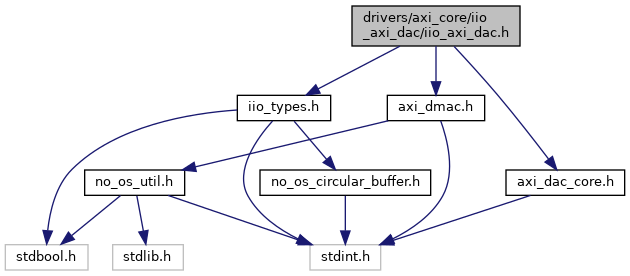 drivers/axi_core/iio
_axi_dac/iio_axi_dac.h
iio_types.h
axi_dmac.h
no_os_util.h
no_os_circular_buffer.h
axi_dac_core.h
stdbool.h
stdlib.h
stdint.h